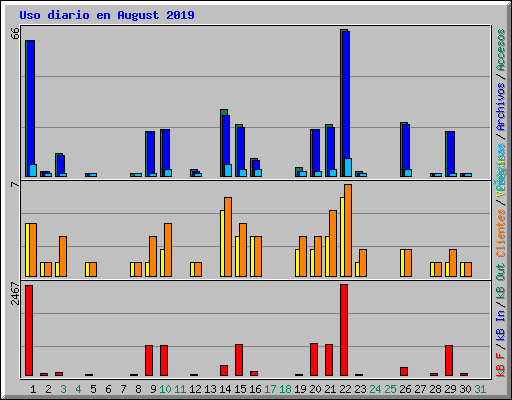 Uso diario en August 2019
66
7
2467
1 2 3 4 5 6 7 8 9 10 11 12 13 14 15 16 17 18 19 20 21 22 23 24 25 26 27 28 29 30 31
kB F / kB In / kB Out Clientes / Páginas / Archivos / Accesos